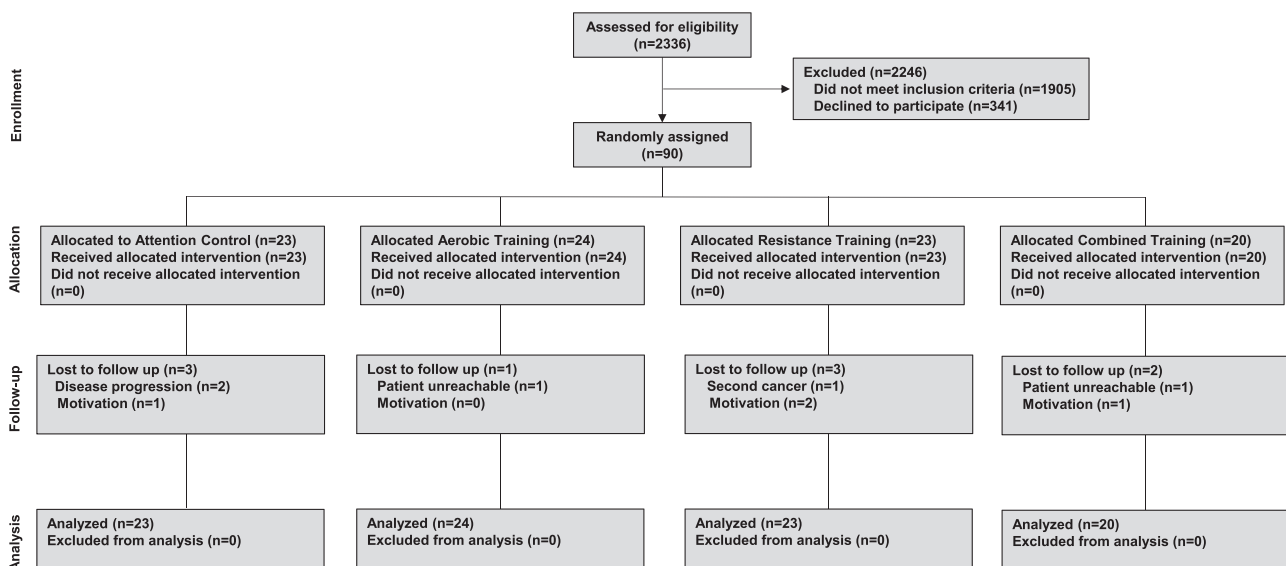 Assessed for eligibility
(n=2336)
Excluded (n=2246)
Did not meet inclusion criteria (n=1905)
Declined to participate (n=341)
Enrollment
Randomly assigned
(n=90)
Allocation
Allocated to Attention Control (n=23)
Received allocated intervention (n=23)
Did not receive allocated intervention
(n=0)
Allocated Aerobic Training (n=24)
Received allocated intervention (n=24)
Did not receive allocated intervention
(n=0)
Allocated Resistance Training (n=23)
Received allocated intervention (n=23)
Did not receive allocated intervention
(n=0)
Allocated Combined Training (n=20)
Received allocated intervention (n=20)
Did not receive allocated intervention
(n=0)
Follow-up
Lost to follow up (n=3)
Disease progression (n=2)
Motivation (n=1)
Lost to follow up (n=1)
Patient unreachable (n=1)
Motivation (n=0)
Lost to follow up (n=3)
Second cancer (n=1)
Motivation (n=2)
Lost to follow up (n=2)
Patient unreachable (n=1)
Motivation (n=1)
Analysis
Analyzed (n=23)
Excluded from analysis (n=0)
Analyzed (n=24)
Excluded from analysis (n=0)
Analyzed (n=23)
Excluded from analysis (n=0)
Analyzed (n=20)
Excluded from analysis (n=0)